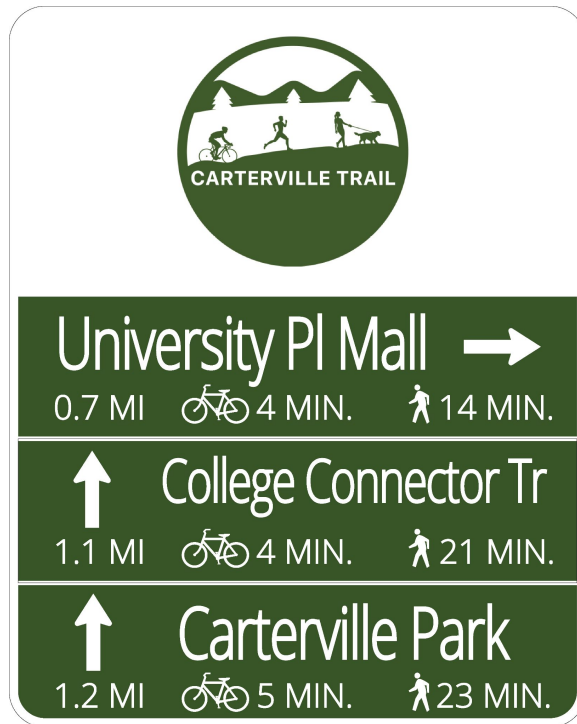 CARTERVILLE TRAIL
University Pl Mall
0.7 MI 4 MIN. 14 MIN.
College Connector Tr
1.1 MI 4 MIN. 21 MIN.
Carterville Park
1.2 MI 5 MIN. 23 MIN.